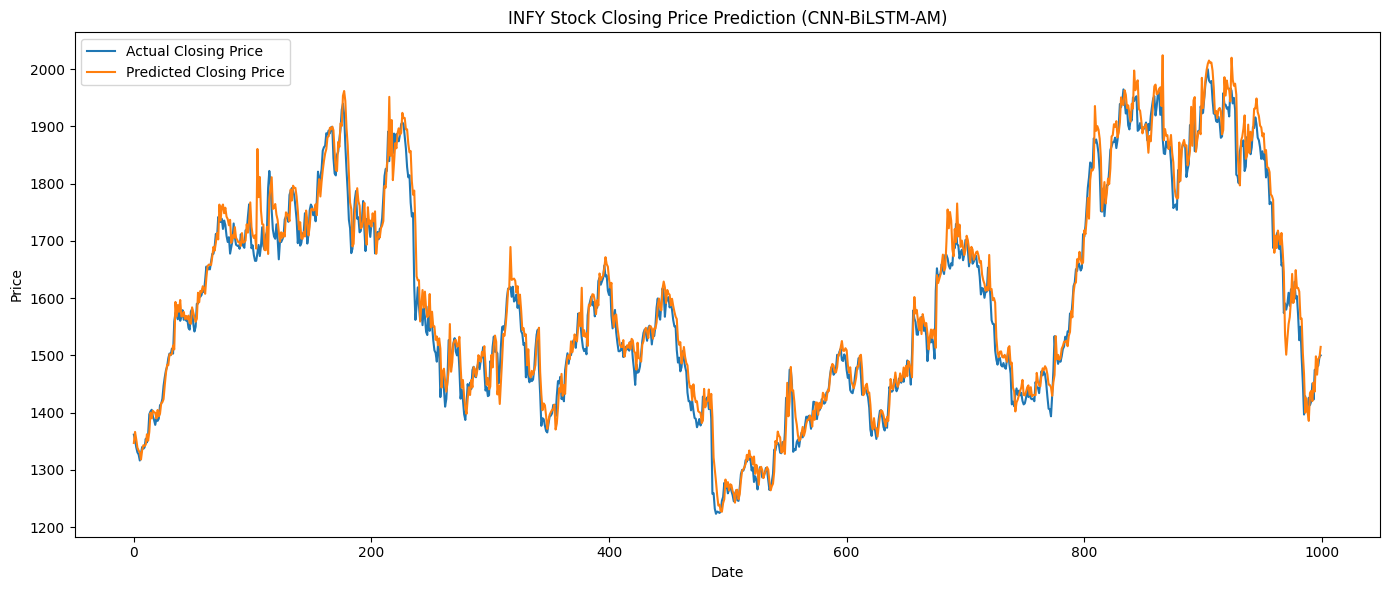 INFY Stock Closing Price Prediction (CNN-BiLSTM-AM)
Actual Closing Price
Predicted Closing Price
2000
1900
1800
1700
1600
1500
1400
1300
1200
Price
0 200 400 600 800 1000
Date